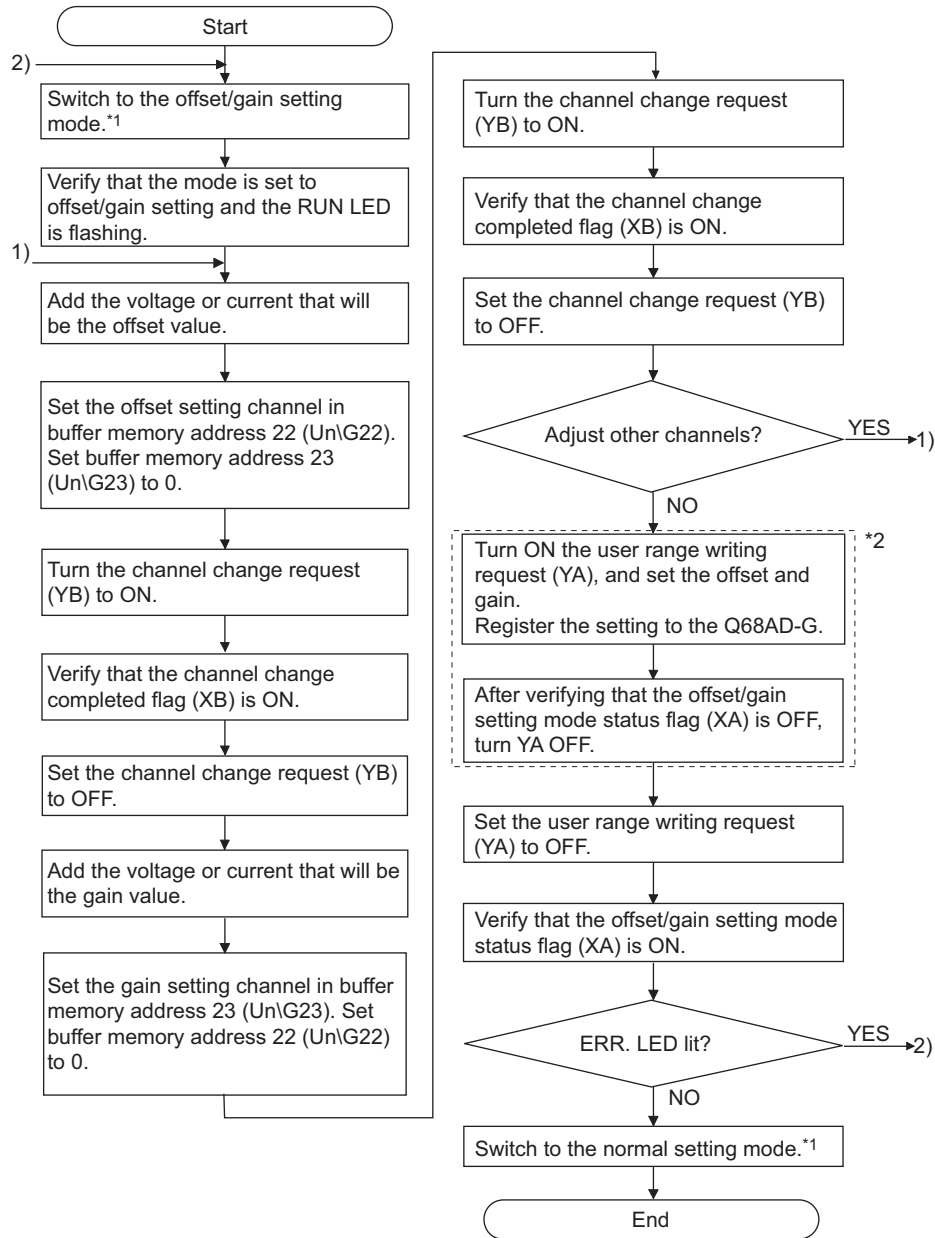 Start
2)
Switch to the offset/gain setting
mode.*1
Verify that the mode is set to
offset/gain setting and the RUN LED
is flashing.
1)
Add the voltage or current that will
be the offset value.
Set the offset setting channel in
buffer memory address 22 (Un\G22).
Set buffer memory address 23
(Un\G23) to 0.
Turn the channel change request
(YB) to ON.
Verify that the channel change
completed flag (XB) is ON.
Set the channel change request (YB)
to OFF.
Add the voltage or current that will be
the gain value.
Set the gain setting channel in buffer
memory address 23 (Un\G23). Set
buffer memory address 22 (Un\G22)
to 0.
Turn the channel change request
(YB) to ON.
Verify that the channel change
completed flag (XB) is ON.
Set the channel change request (YB)
to OFF.
Adjust other channels?
YES
1)
NO
*2
Turn ON the user range writing
request (YA), and set the offset and
gain.
Register the setting to the Q68AD-G.
After verifying that the offset/gain
setting mode status flag (XA) is OFF,
turn YA OFF.
Set the user range writing request
(YA) to OFF.
Verify that the offset/gain setting mode
status flag (XA) is ON.
ERR. LED lit?
YES
2)
NO
Switch to the normal setting mode.*1
End